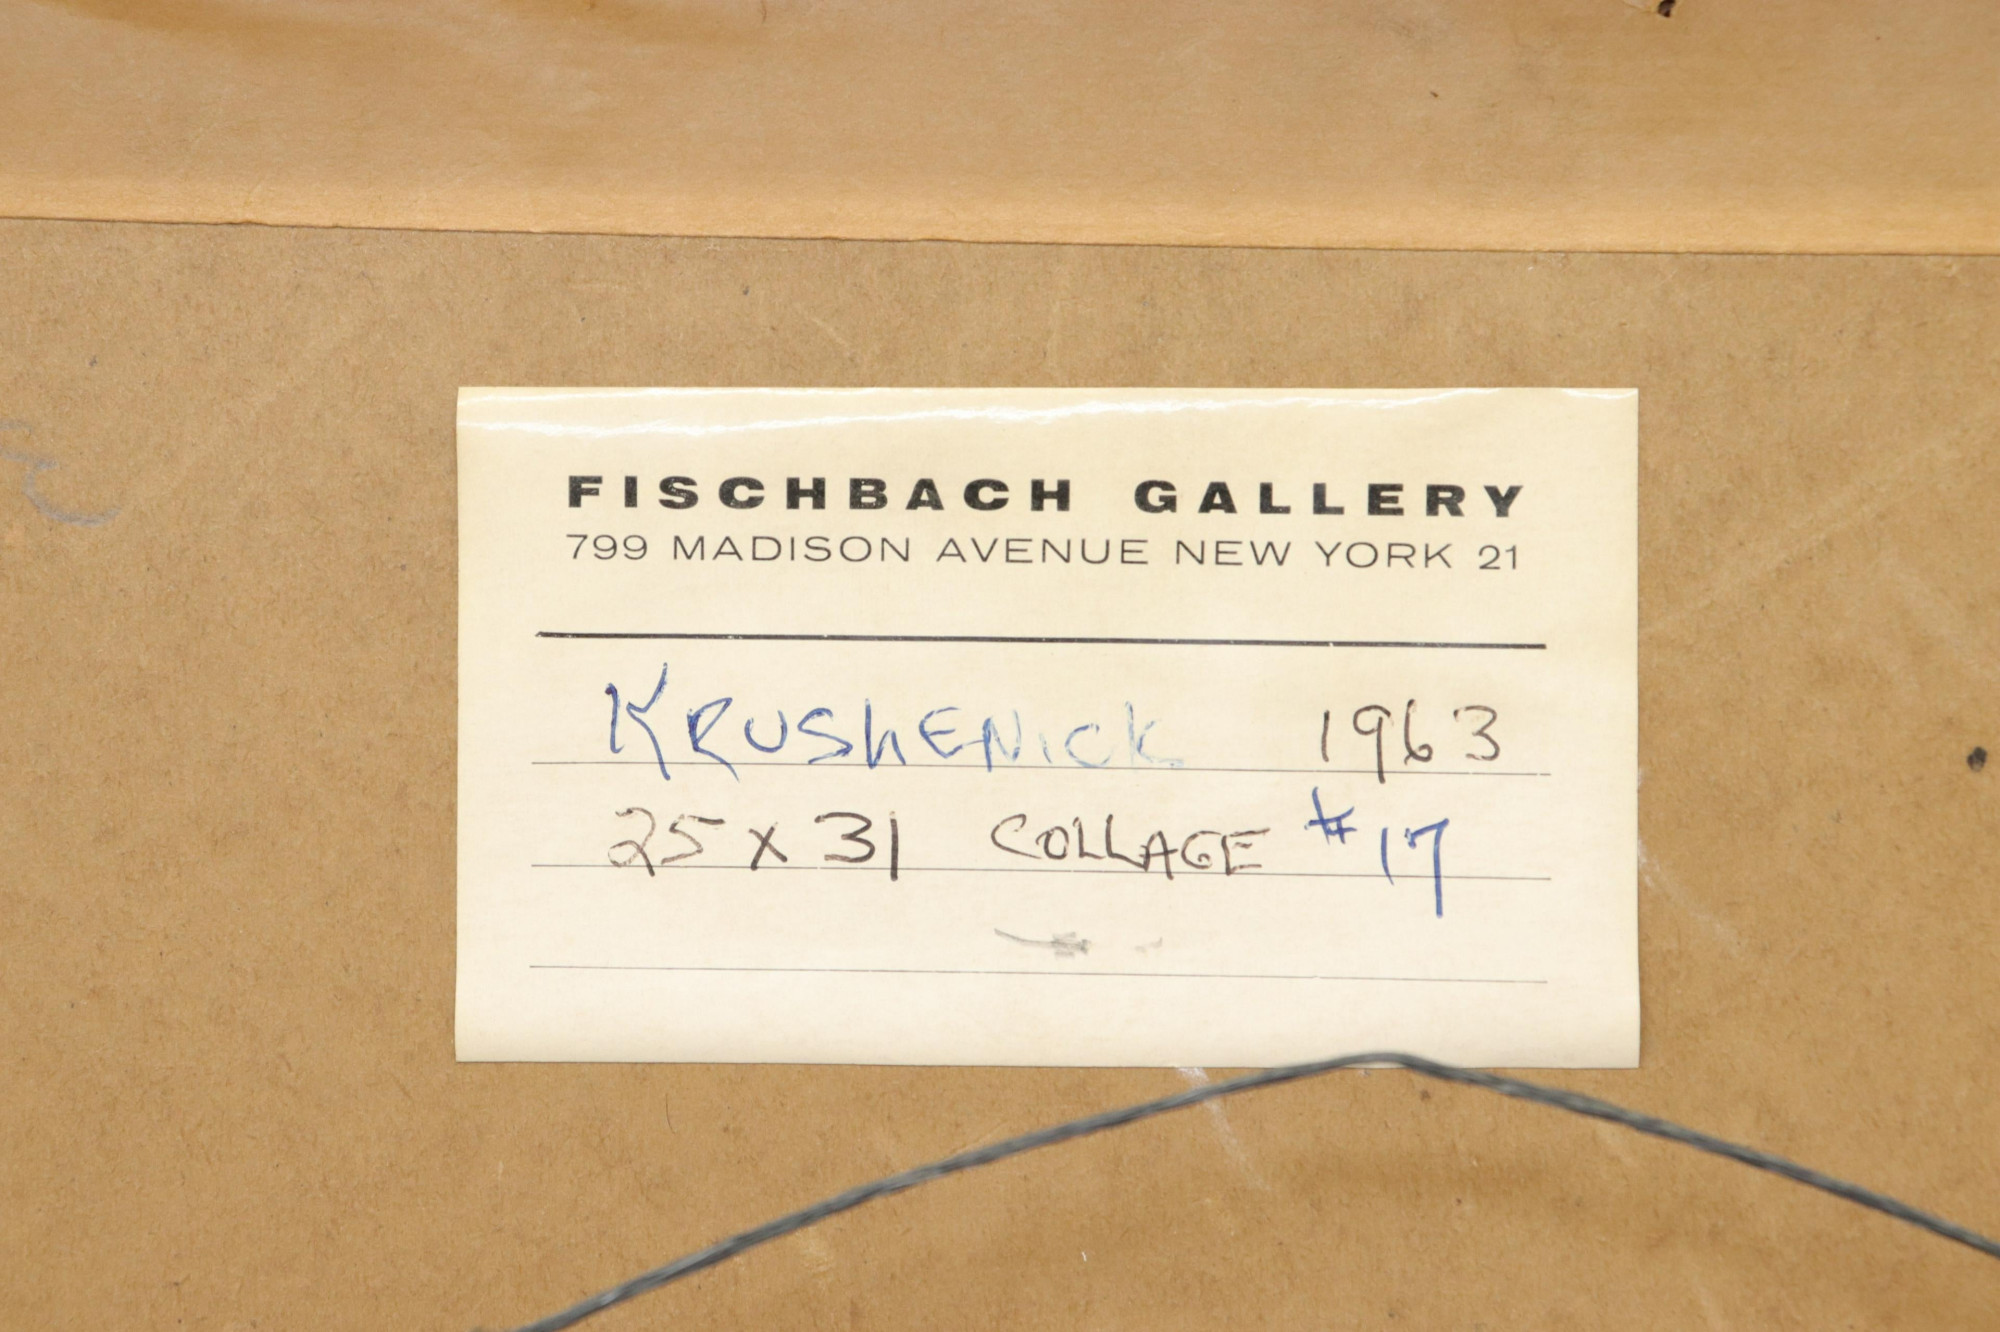 FISCHBACH GALLERY
799 MADISON AVENUE NEW YORK 21
KRUSHENICK 1963
25 x 31 COLLAGE #17